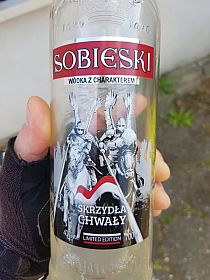 SOBIESKI
WÓDKA Z CHARAKTEREM
SKRZYDŁA
CHWAŁY
LIMITED EDITION